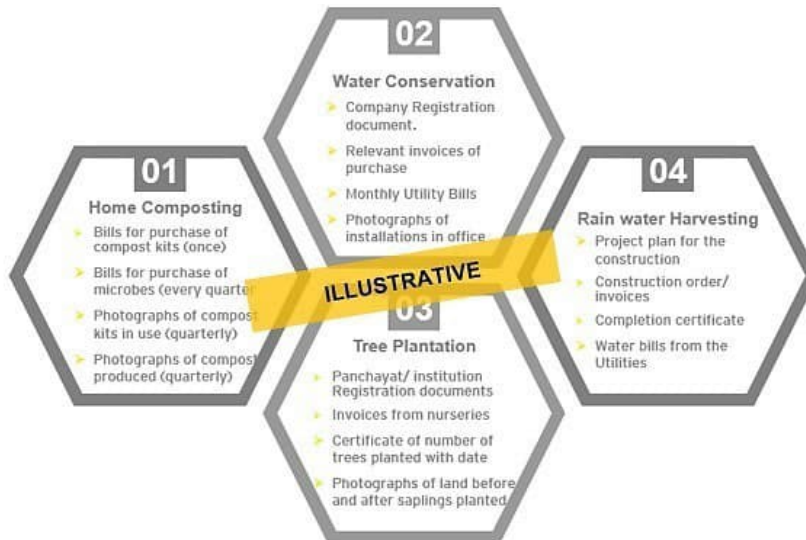 01
Home Composting
Bills for purchase of
compost kits (once)
Bills for purchase of
microbes (every quarter
Photographs of compost
kits in use (quarterly)
Photographs of compost
produced (quarterly)
02
Water Conservation
Company Registration
document.
Relevant invoices of
purchase
Monthly Utility Bills
Photographs of
installations in office
ILLUSTRATIVE
03
Tree Plantation
Panchayat/ institution
Registration documents
Invoices from nurseries
Certificate of number of
trees planted with date
Photographs of land before
and after saplings planted
04
Rain water Harvesting
Project plan for the
construction
Construction order/
invoices
Completion certificate
Water bills from the
Utilities